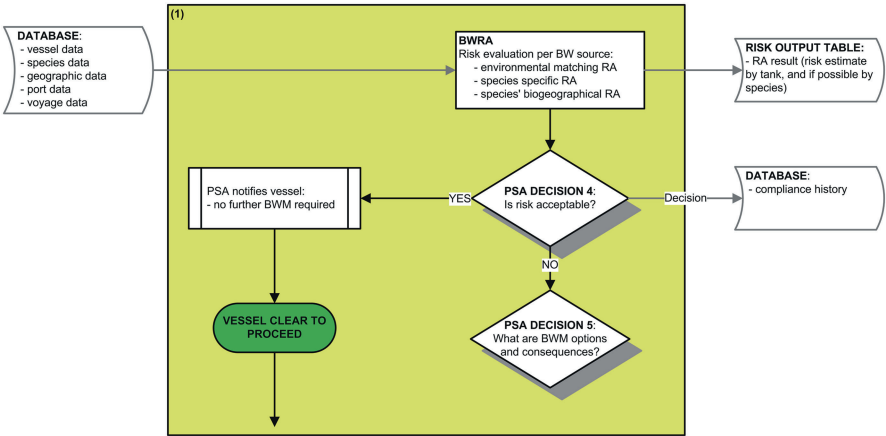 (1)
DATABASE:
- vessel data
- species data
- geographic data
- port data
- voyage data
BWRA
Risk evaluation per BW source:
- environmental matching RA
- species specific RA
- species' biogeographical RA
RISK OUTPUT TABLE:
- RA result (risk estimate
by tank, and if possible by
species)
PSA notifies vessel:
- no further BWM required
YES
PSA DECISION 4:
Is risk acceptable?
Decision
DATABASE:
- compliance history
NO
VESSEL CLEAR TO
PROCEED
PSA DECISION 5:
What are BWM options
and consequences?